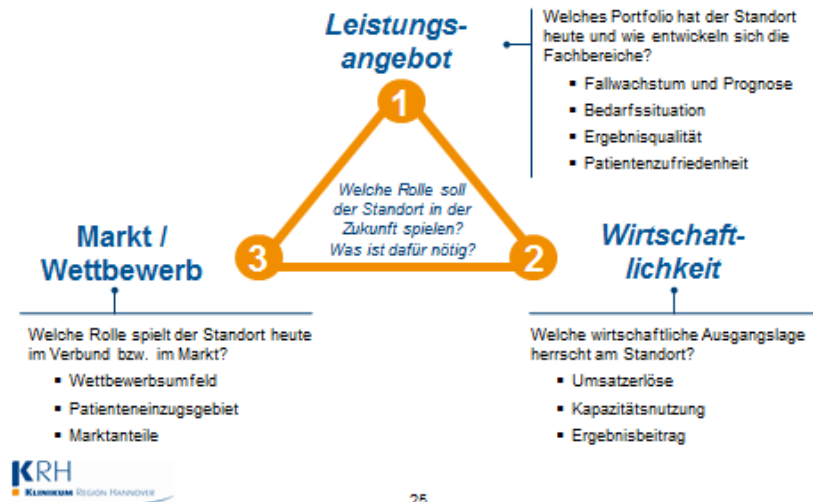 Leistungs-
angebot
Welches Portfolio hat der Standort
heute und wie entwickeln sich die
Fachbereiche?
▪ Fallwachstum und Prognose
▪ Bedarfssituation
▪ Ergebnisqualität
▪ Patientenzufriedenheit
1
Welche Rolle soll
der Standort in der
Zukunft spielen?
Was ist dafür nötig?
Markt /
Wettbewerb
3
2
Wirtschaft-
lichkeit
Welche Rolle spielt der Standort heute
im Verbund bzw. im Markt?
▪ Wettbewerbsumfeld
▪ Patienteneinzugsgebiet
▪ Marktanteile
Welche wirtschaftliche Ausgangslage
herrscht am Standort?
▪ Umsatzerlöse
▪ Kapazitätsnutzung
▪ Ergebnisbeitrag
KRH
KLINIKUM REGION HANNOVER
25